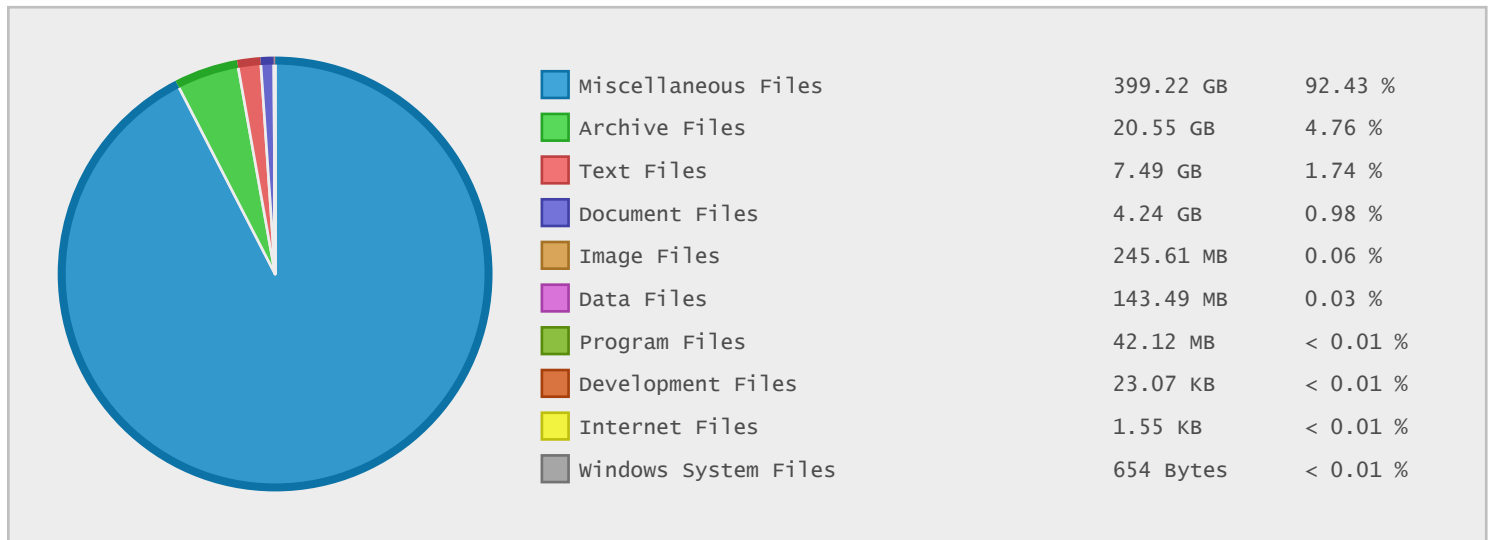 Miscellaneous Files 399.22 GB 92.43 %
Archive Files 20.55 GB 4.76 %
Text Files 7.49 GB 1.74 %
Document Files 4.24 GB 0.98 %
Image Files 245.61 MB 0.06 %
Data Files 143.49 MB 0.03 %
Program Files 42.12 MB < 0.01 %
Development Files 23.07 KB < 0.01 %
Internet Files 1.55 KB < 0.01 %
Windows System Files 654 Bytes < 0.01 %